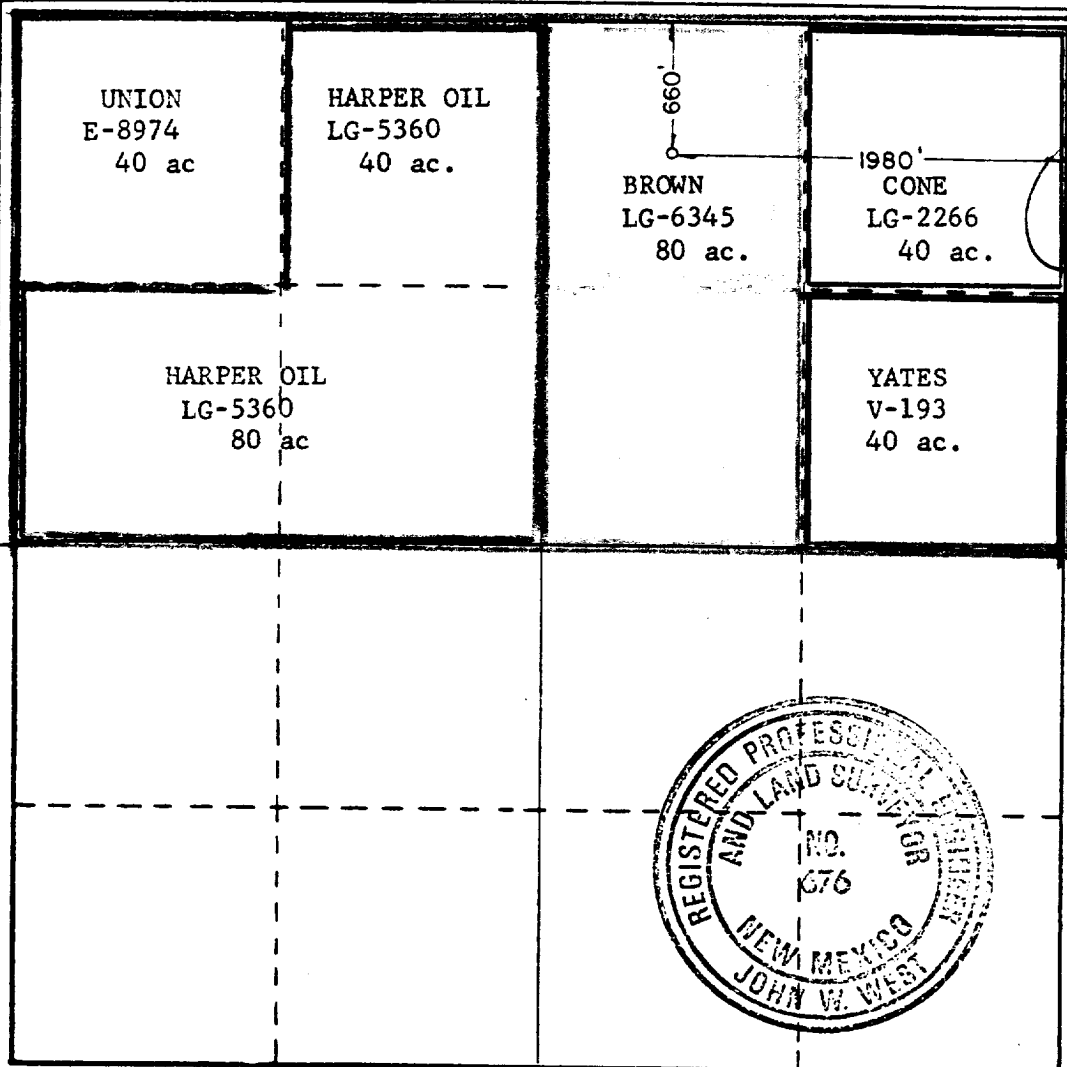 UNION
E-8974
40 ac
HARPER OIL
LG-5360
40 ac.
660'
1980'
BROWN
LG-6345
80 ac.
CONE
LG-2266
40 ac.
HARPER OIL
LG-5360
80 ac
YATES
V-193
40 ac.
REGISTERED PROFESSIONAL ENGINEER
AND LAND SURVEYOR
NO.
676
NEW MEXICO
JOHN W. WEST